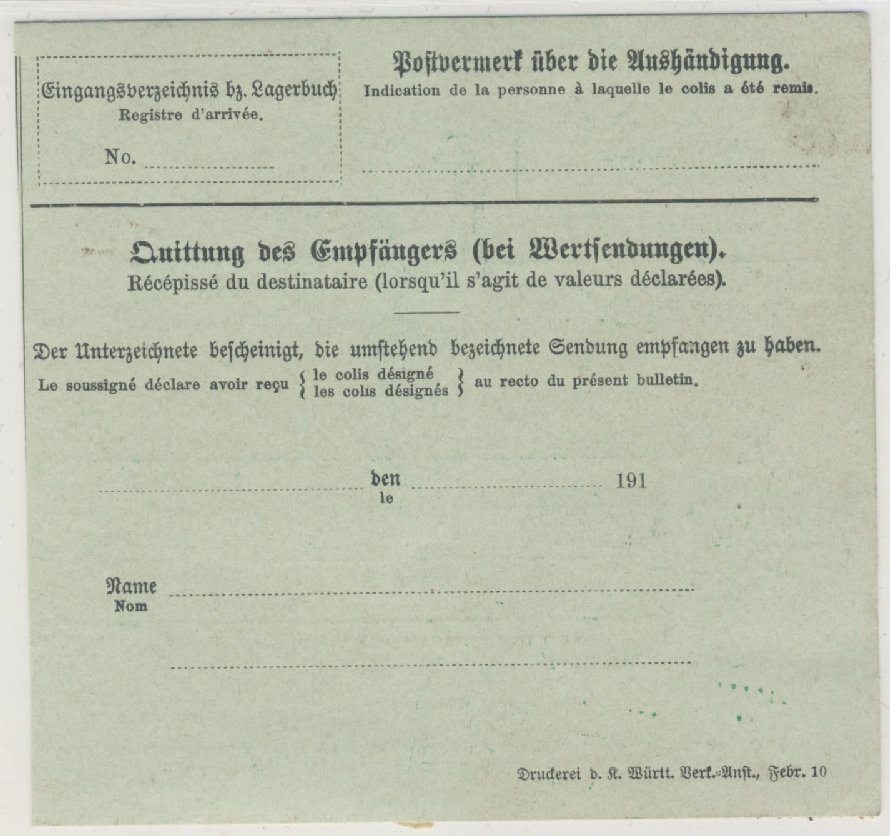 Eingangsverzeichnis bz. Lagerbuch
Registre d'arrivée.
No.
Postvermerk über die Aushändigung.
Indication de la personne à laquelle le colis a été remis.
Quittung des Empfängers (bei Wertsendungen).
Récépissé du destinataire (lorsqu'il s'agit de valeurs déclarées).
Der Unterzeichnete bescheinigt, die umstehend bezeichnete Sendung empfangen zu haben.
Le soussigné déclare avoir reçu { le colis désigné
les colis désignés } au recto du présent bulletin.
den 191
le
Name
Nom
Druckerei d. K. Württ. Verk.-Anst., Febr. 10